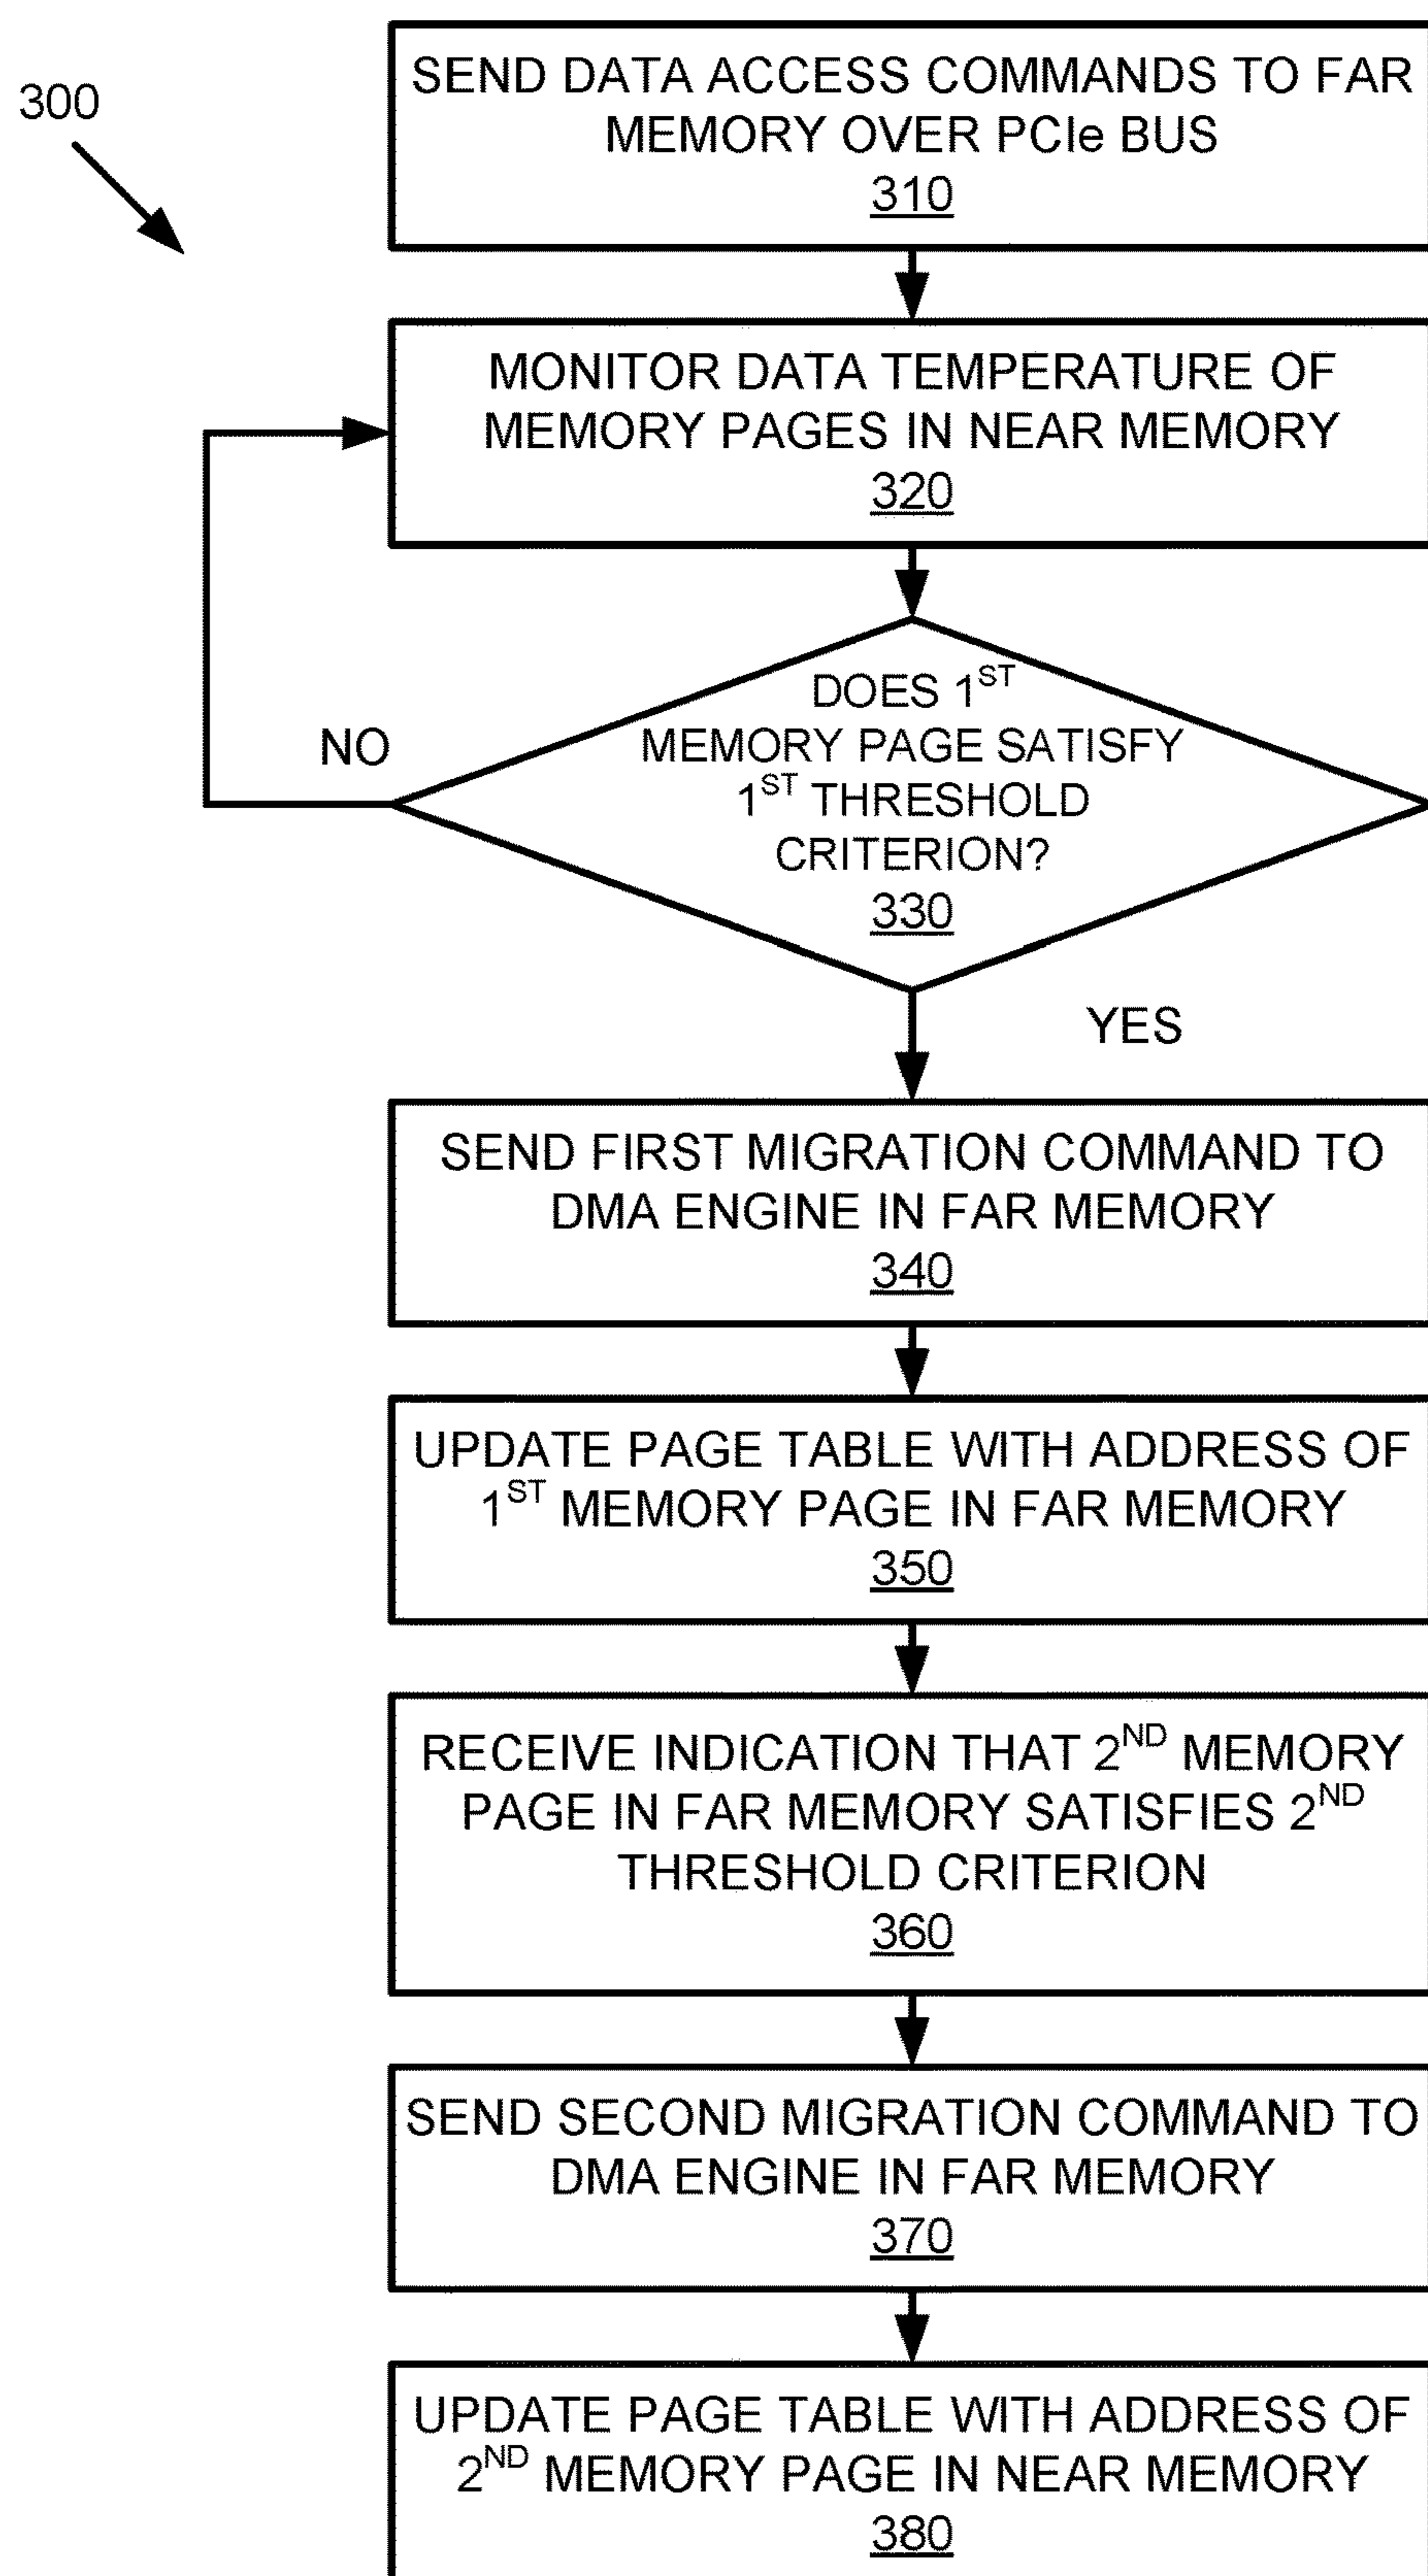 300
SEND DATA ACCESS COMMANDS TO FAR
MEMORY OVER PCIe BUS
310
MONITOR DATA TEMPERATURE OF
MEMORY PAGES IN NEAR MEMORY
320
DOES 1ST
MEMORY PAGE SATISFY
1ST THRESHOLD
CRITERION?
330
NO
YES
SEND FIRST MIGRATION COMMAND TO
DMA ENGINE IN FAR MEMORY
340
UPDATE PAGE TABLE WITH ADDRESS OF
1ST MEMORY PAGE IN FAR MEMORY
350
RECEIVE INDICATION THAT 2ND MEMORY
PAGE IN FAR MEMORY SATISFIES 2ND
THRESHOLD CRITERION
360
SEND SECOND MIGRATION COMMAND TO
DMA ENGINE IN FAR MEMORY
370
UPDATE PAGE TABLE WITH ADDRESS OF
2ND MEMORY PAGE IN NEAR MEMORY
380